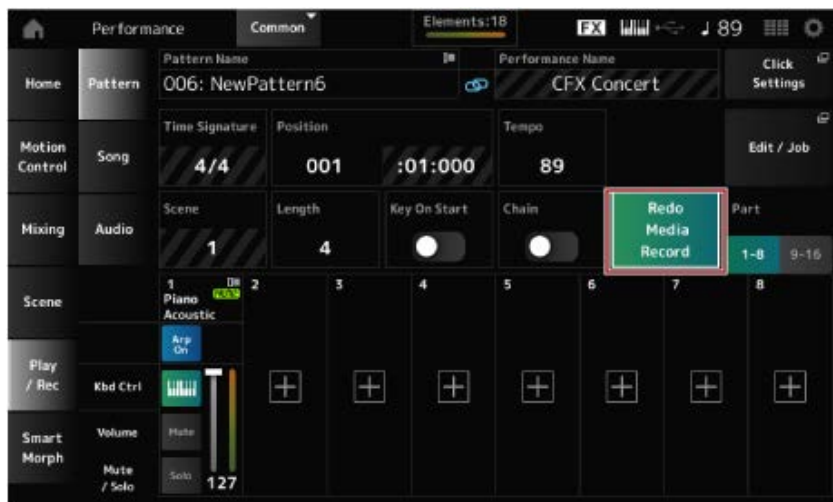 Performance
Common
Elements:18
FX
♩ 89
Home
Pattern
Pattern Name
006: NewPattern6
Performance Name
CFX Concert
Click
Settings
Motion
Control
Song
Time Signature
4/4
Position
001
:01:000
Tempo
89
Edit / Job
Mixing
Audio
Scene
1
Length
4
Key On Start
Chain
Redo
Media
Record
Part
1-8
9-16
Scene
1
2
3
4
5
6
7
8
Piano
Acoustic
Arp
On
Play
/ Rec
Kbd Ctrl
Smart
Morph
Volume
Mute
Mute
/ Solo
Solo
127